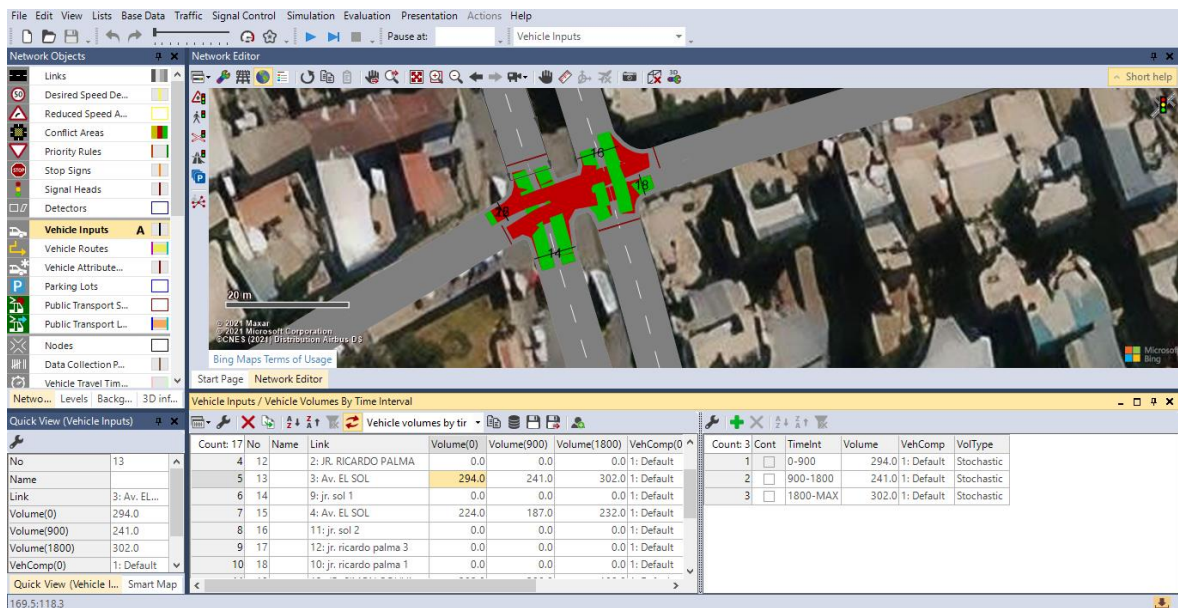 File Edit View Lists Base Data Traffic Signal Control Simulation Evaluation Presentation Actions Help
Pause at: Vehicle Inputs
Network Objects
Network Editor
Links
Short help
50 Desired Speed De...
Reduced Speed A...
Conflict Areas
Priority Rules
STOP Stop Signs
Signal Heads
Detectors
Vehicle Inputs A
Vehicle Routes
Vehicle Attribute...
P Parking Lots
Public Transport S...
Public Transport L...
Nodes
Data Collection P...
Vehicle Travel Tim...
Netwo... Levels Backg... 3D inf...
16
18
14
20 m
© 2021 Maxar
© 2021 Microsoft Corporation
©CNES (2021) Distribution Airbus DS
Bing Maps Terms of Usage
Microsof
Bing
Start Page Network Editor
Quick View (Vehicle Inputs)
No 13
Name
Link 3: Av. EL...
Volume(0) 294.0
Volume(900) 241.0
Volume(1800) 302.0
VehComp(0) 1: Default
Quick View (Vehicle I... Smart Map
Vehicle Inputs / Vehicle Volumes By Time Interval
Vehicle volumes by tir
Count: 17 No Name Link Volume(0) Volume(900) Volume(1800) VehComp(0
4 12 2: JR. RICARDO PALMA 0.0 0.0 0.0 1: Default
5 13 3: Av. EL SOL 294.0 241.0 302.0 1: Default
6 14 9: jr. sol 1 0.0 0.0 0.0 1: Default
7 15 4: Av. EL SOL 224.0 187.0 232.0 1: Default
8 16 11: jr. sol 2 0.0 0.0 0.0 1: Default
9 17 12: jr. ricardo palma 3 0.0 0.0 0.0 1: Default
10 18 10: jr. ricardo palma 1 0.0 0.0 0.0 1: Default
Count: 3 Cont TimeInt Volume VehComp VolType
1 0-900 294.0 1: Default Stochastic
2 900-1800 241.0 1: Default Stochastic
3 1800-MAX 302.0 1: Default Stochastic
169.5:118.3